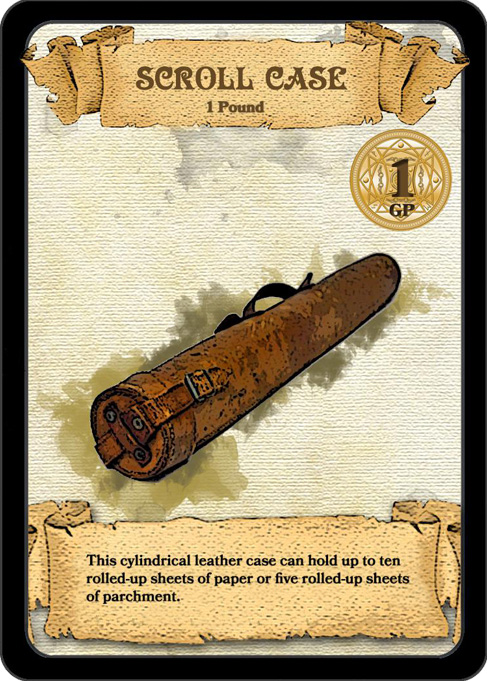 SCROLL CASE
1 Pound
1
GP
This cylindrical leather case can hold up to ten
rolled-up sheets of paper or five rolled-up sheets
of parchment.